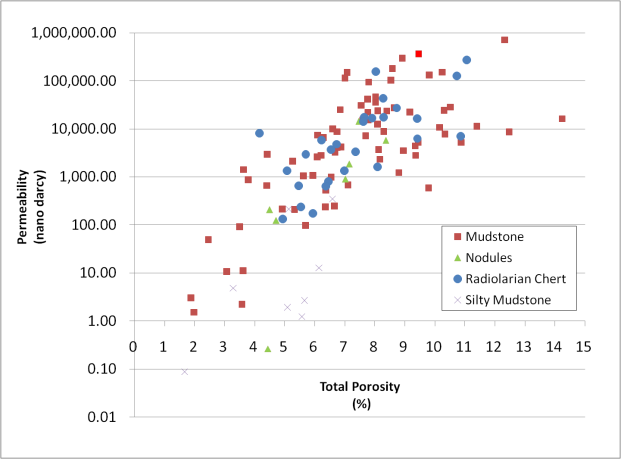 1,000,000.00
100,000.00
10,000.00
1,000.00
100.00
10.00
1.00
0.10
0.01
Permeability
(nano darcy)
Mudstone
Nodules
Radiolarian Chert
Silty Mudstone
0 1 2 3 4 5 6 7 8 9 10 11 12 13 14 15
Total Porosity
(%)